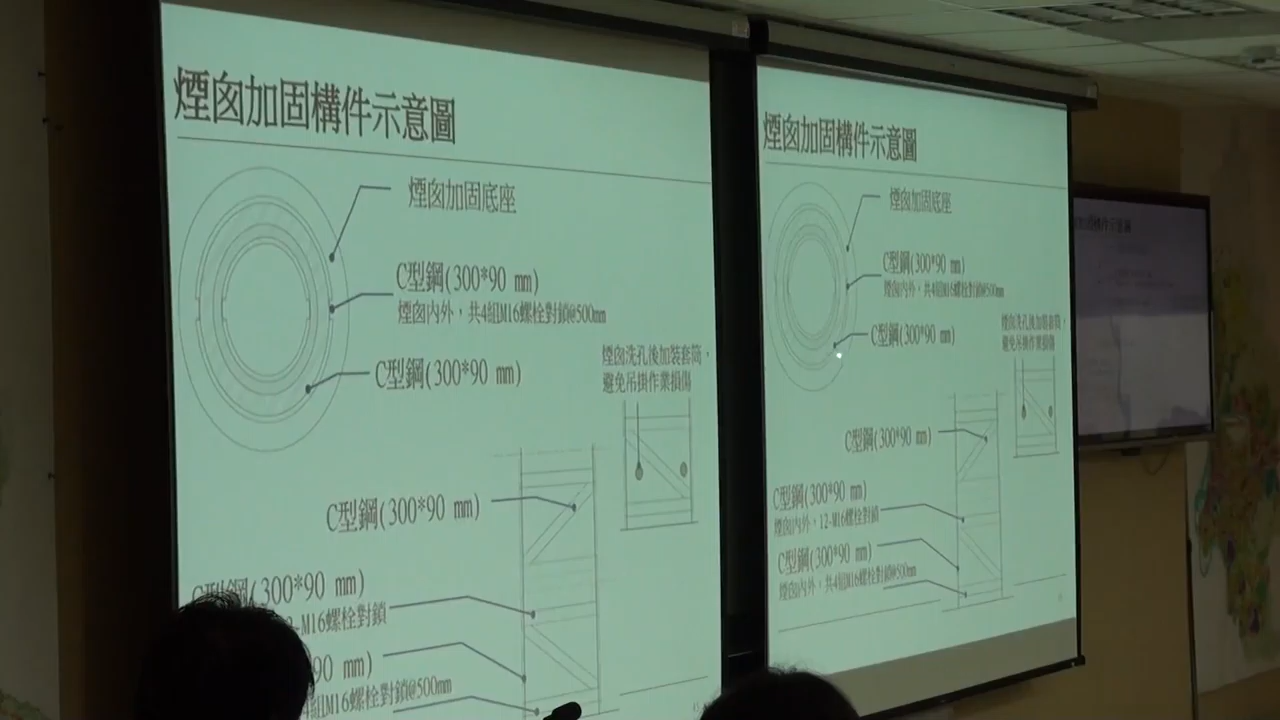 煙囪加固構件示意圖
煙囪加固底座
C型鋼(300*90 mm)
煙囪內外，共4組M16螺栓對鎖@500mm
C型鋼(300*90 mm)
煙囪洗孔後加裝套筒，
避免吊掛作業損傷
C型鋼(300*90 mm)
C型鋼(300*90 mm)
-M16螺栓對鎖
90 mm)
組M16螺栓對鎖@500mm
煙囪加固構件示意圖
煙囪加固底座
C型鋼(300*90 mm)
煙囪內外，共4組M16螺栓對鎖@500mm
C型鋼(300*90 mm)
煙囪洗孔後加裝套筒，
避免吊掛作業損傷
C型鋼(300*90 mm)
C型鋼(300*90 mm)
煙囪內外，12-M16螺栓對鎖
C型鋼(300*90 mm)
煙囪內外，共4組M16螺栓對鎖@500mm